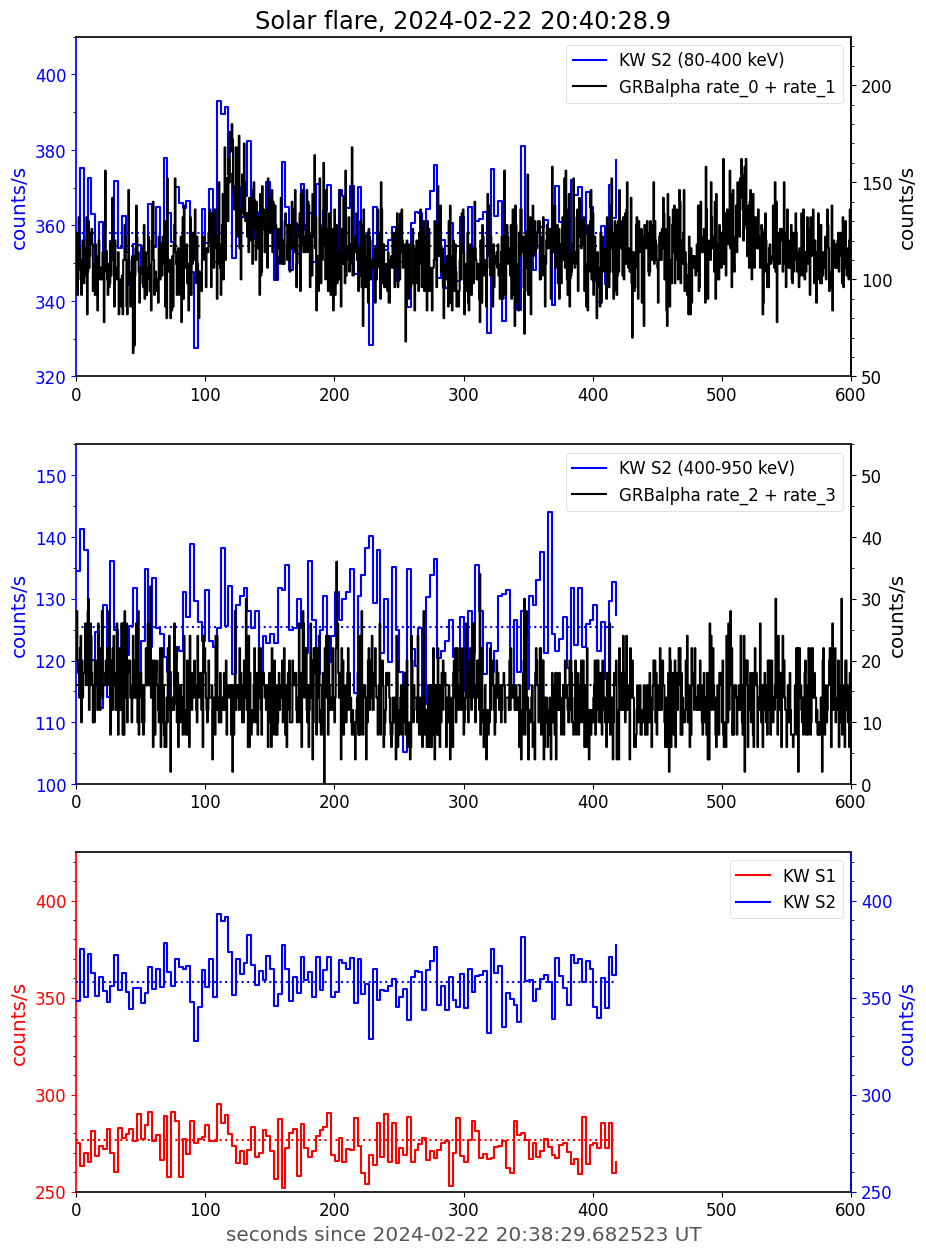 Solar flare, 2024-02-22 20:40:28.9
KW S2 (80-400 keV)
GRBalpha rate_0 + rate_1
counts/s
400
380
360
340
320
200
150
100
50
counts/s
0 100 200 300 400 500 600
KW S2 (400-950 keV)
GRBalpha rate_2 + rate_3
counts/s
150
140
130
120
110
100
50
40
30
20
10
0
counts/s
0 100 200 300 400 500 600
KW S1
KW S2
counts/s
400
350
300
250
400
350
300
250
counts/s
0 100 200 300 400 500 600
seconds since 2024-02-22 20:38:29.682523 UT